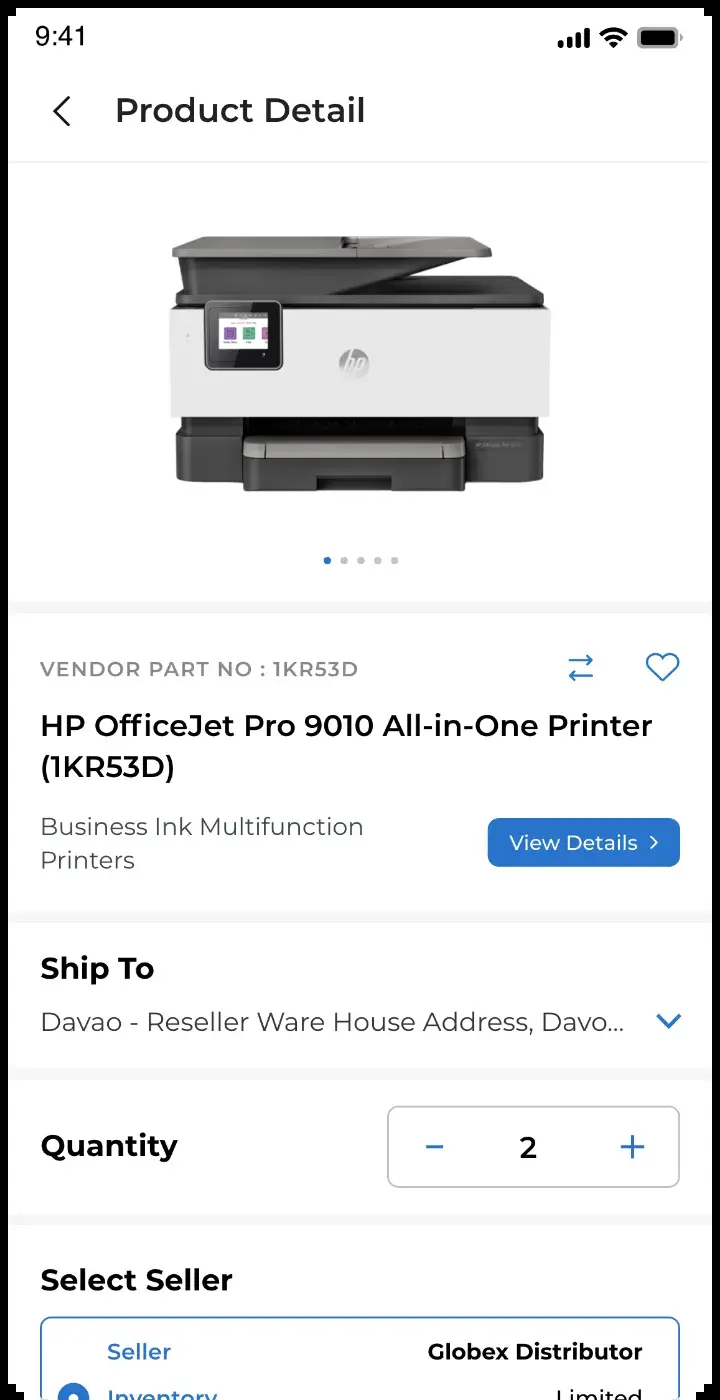 9:41
Product Detail
hp
VENDOR PART NO : 1KR53D
HP OfficeJet Pro 9010 All-in-One Printer
(1KR53D)
Business Ink Multifunction
Printers
View Details
Ship To
Davao - Reseller Ware House Address, Davo...
Quantity
2
Select Seller
Seller Globex Distributor
Inventory Limited